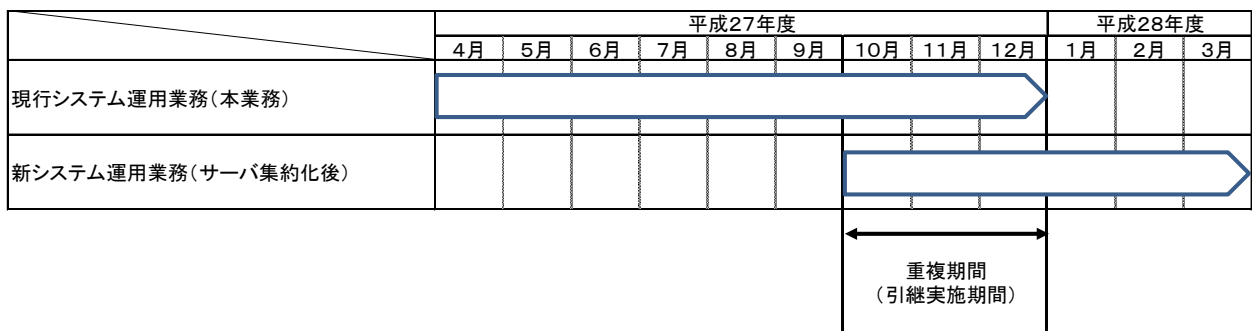 平成27年度 平成28年度
4月 5月 6月 7月 8月 9月 10月 11月 12月 1月 2月 3月
現行システム運用業務(本業務)
新システム運用業務(サーバ集約化後)
重複期間
(引継実施期間)